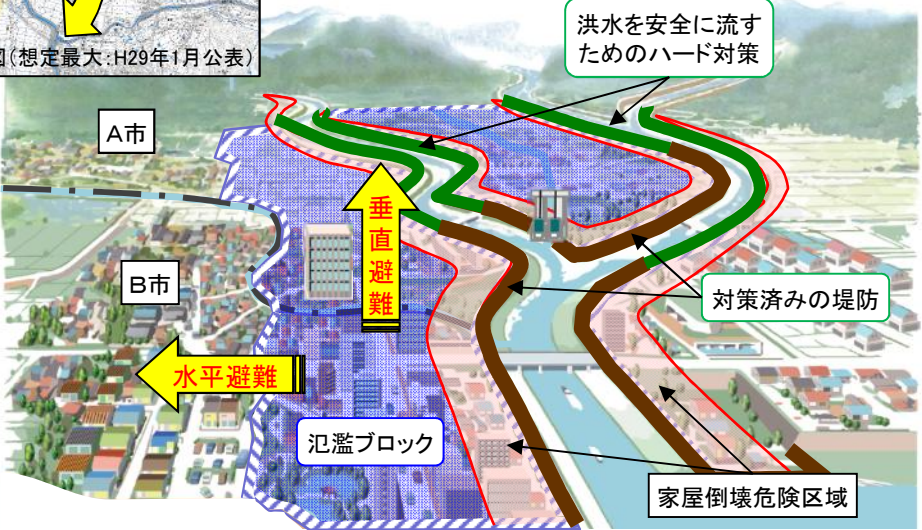 図(想定最大:H29年1月公表)
洪水を安全に流す
ためのハード対策
A市
垂直避難
B市
対策済みの堤防
水平避難
氾濫ブロック
家屋倒壊危険区域